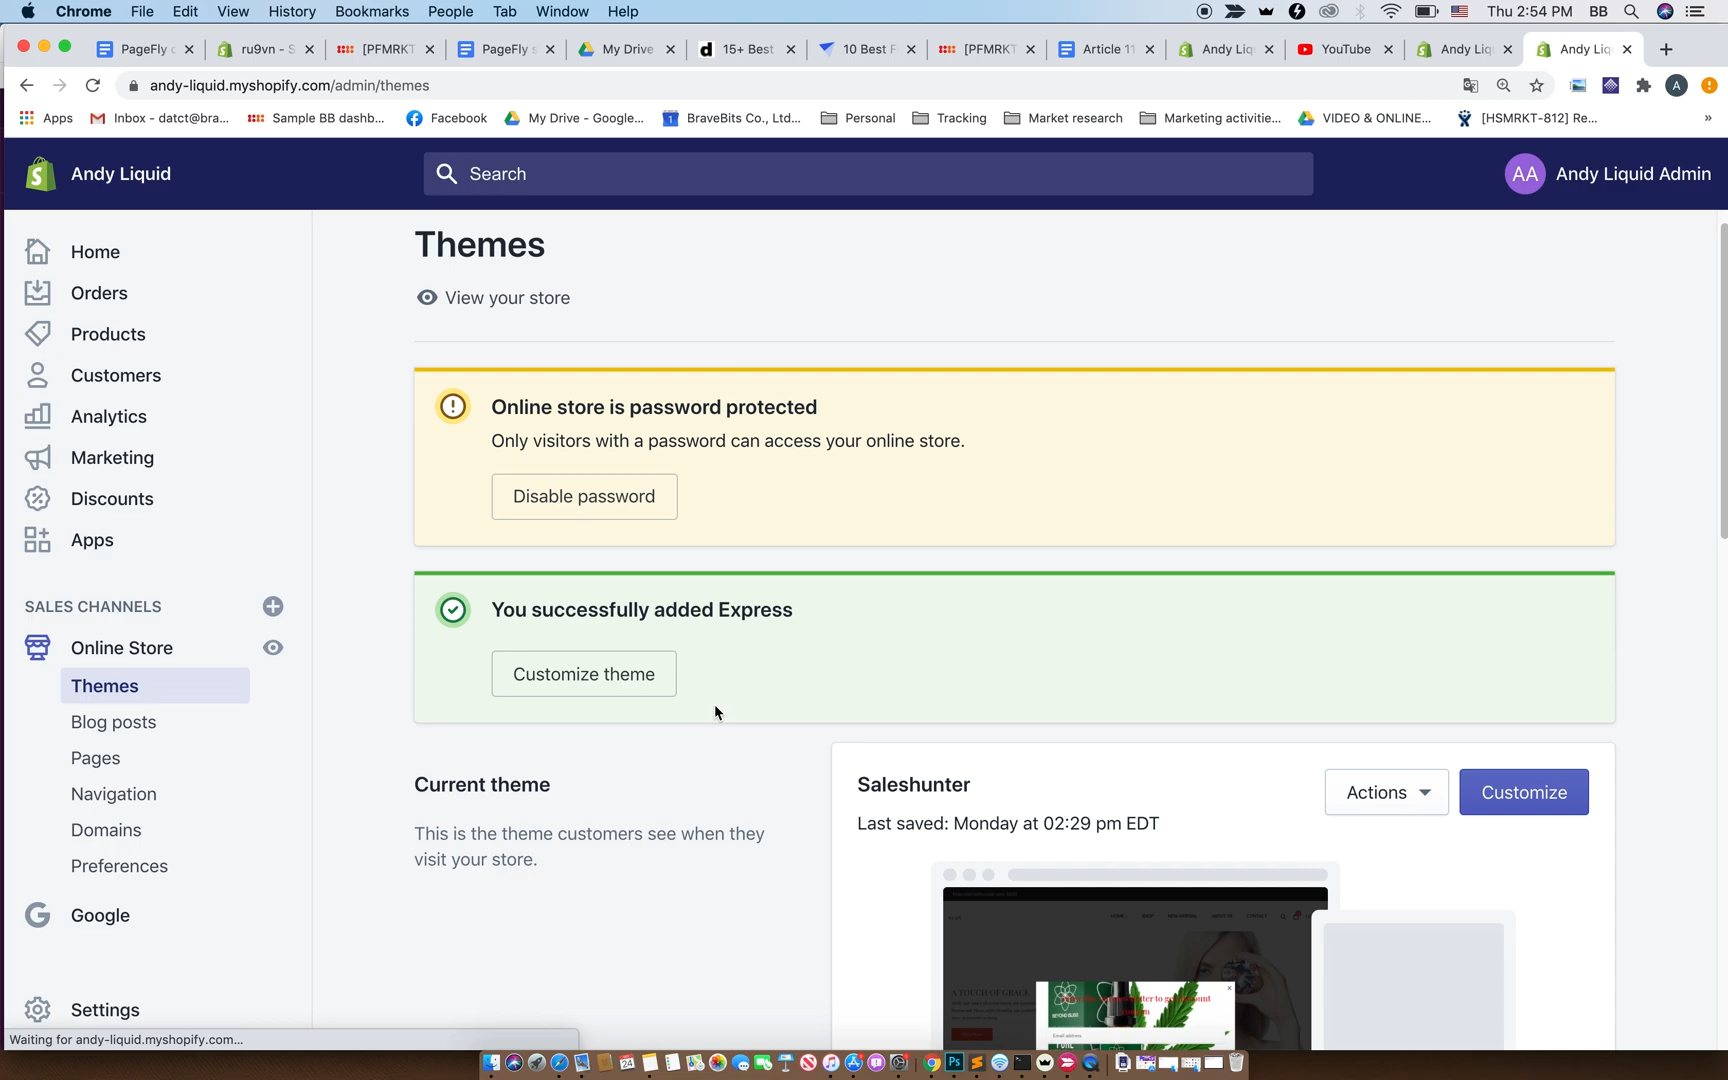 Chrome File Edit View History Bookmarks People Tab Window Help Thu 2:54 PM BB
PageFly ru9vn - S [PFMRKT PageFly s My Drive 15+ Best 10 Best F [PFMRKT Article 11 Andy Liq YouTube Andy Liq Andy Liq
andy-liquid.myshopify.com/admin/themes A
Apps Inbox - datct@bra... Sample BB dashb... Facebook My Drive - Google... BraveBits Co., Ltd... Personal Tracking Market research Marketing activitie... VIDEO & ONLINE... [HSMRKT-812] Re... »
Andy Liquid Search AA Andy Liquid Admin
Home
Orders
Products
Customers
Analytics
Marketing
Discounts
Apps
SALES CHANNELS
Online Store
Themes
Blog posts
Pages
Navigation
Domains
Preferences
Google
Settings
Waiting for andy-liquid.myshopify.com...
Themes
View your store
Online store is password protected
Only visitors with a password can access your online store.
Disable password
You successfully added Express
Customize theme
Current theme
This is the theme customers see when they
visit your store.
Saleshunter
Last saved: Monday at 02:29 pm EDT
Actions
Customize
HOME SHOP NEW ARRIVAL ABOUT US CONTACT
A TOUCH OF GRACE
Email address